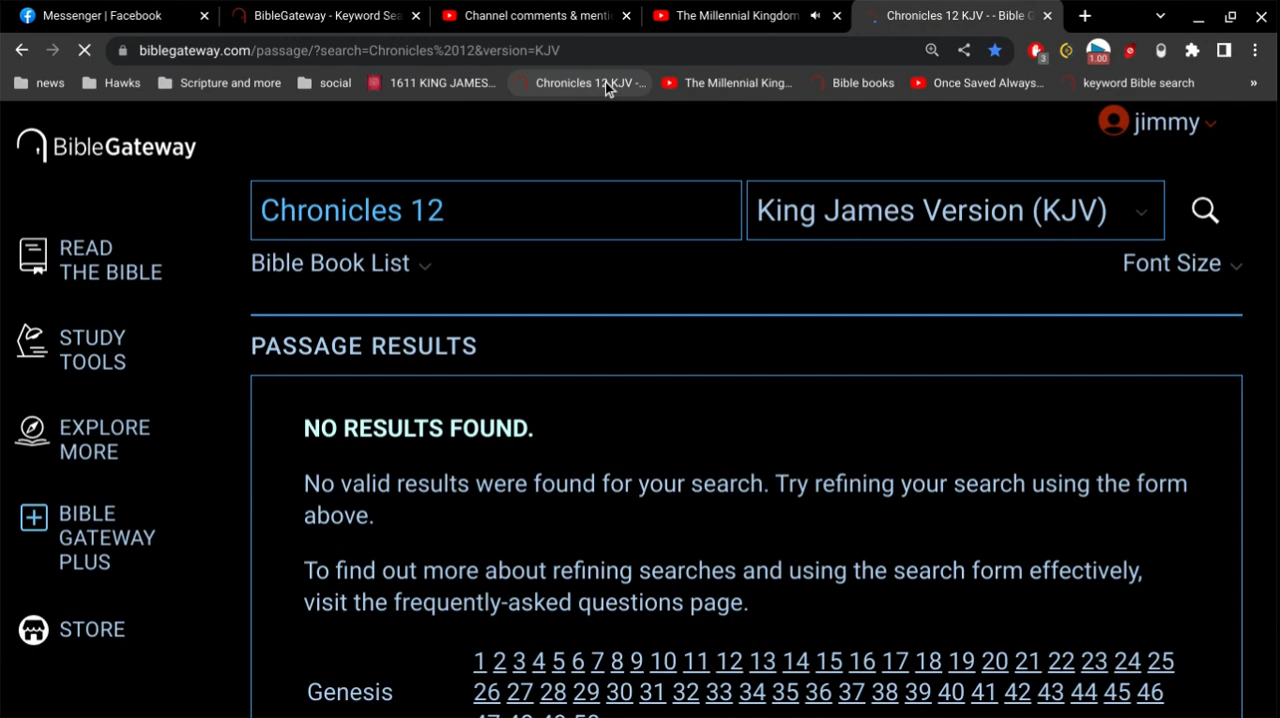 Messenger | Facebook
BibleGateway - Keyword Sea
Channel comments & menti
The Millennial Kingdom
Chronicles 12 KJV - - Bible G
biblegateway.com/passage/?search=Chronicles%2012&version=KJV
3
1.00
news
Hawks
Scripture and more
social
1611 KING JAMES...
Chronicles 12 KJV -...
The Millennial King...
Bible books
Once Saved Always...
keyword Bible search
»
jimmy
BibleGateway
Chronicles 12
King James Version (KJV)
Bible Book List
Font Size
READ
THE BIBLE
STUDY
TOOLS
EXPLORE
MORE
BIBLE
GATEWAY
PLUS
STORE
PASSAGE RESULTS
NO RESULTS FOUND.
No valid results were found for your search. Try refining your search using the form
above.
To find out more about refining searches and using the search form effectively,
visit the frequently-asked questions page.
Genesis
1 2 3 4 5 6 7 8 9 10 11 12 13 14 15 16 17 18 19 20 21 22 23 24 25
26 27 28 29 30 31 32 33 34 35 36 37 38 39 40 41 42 43 44 45 46
47 48 49 50